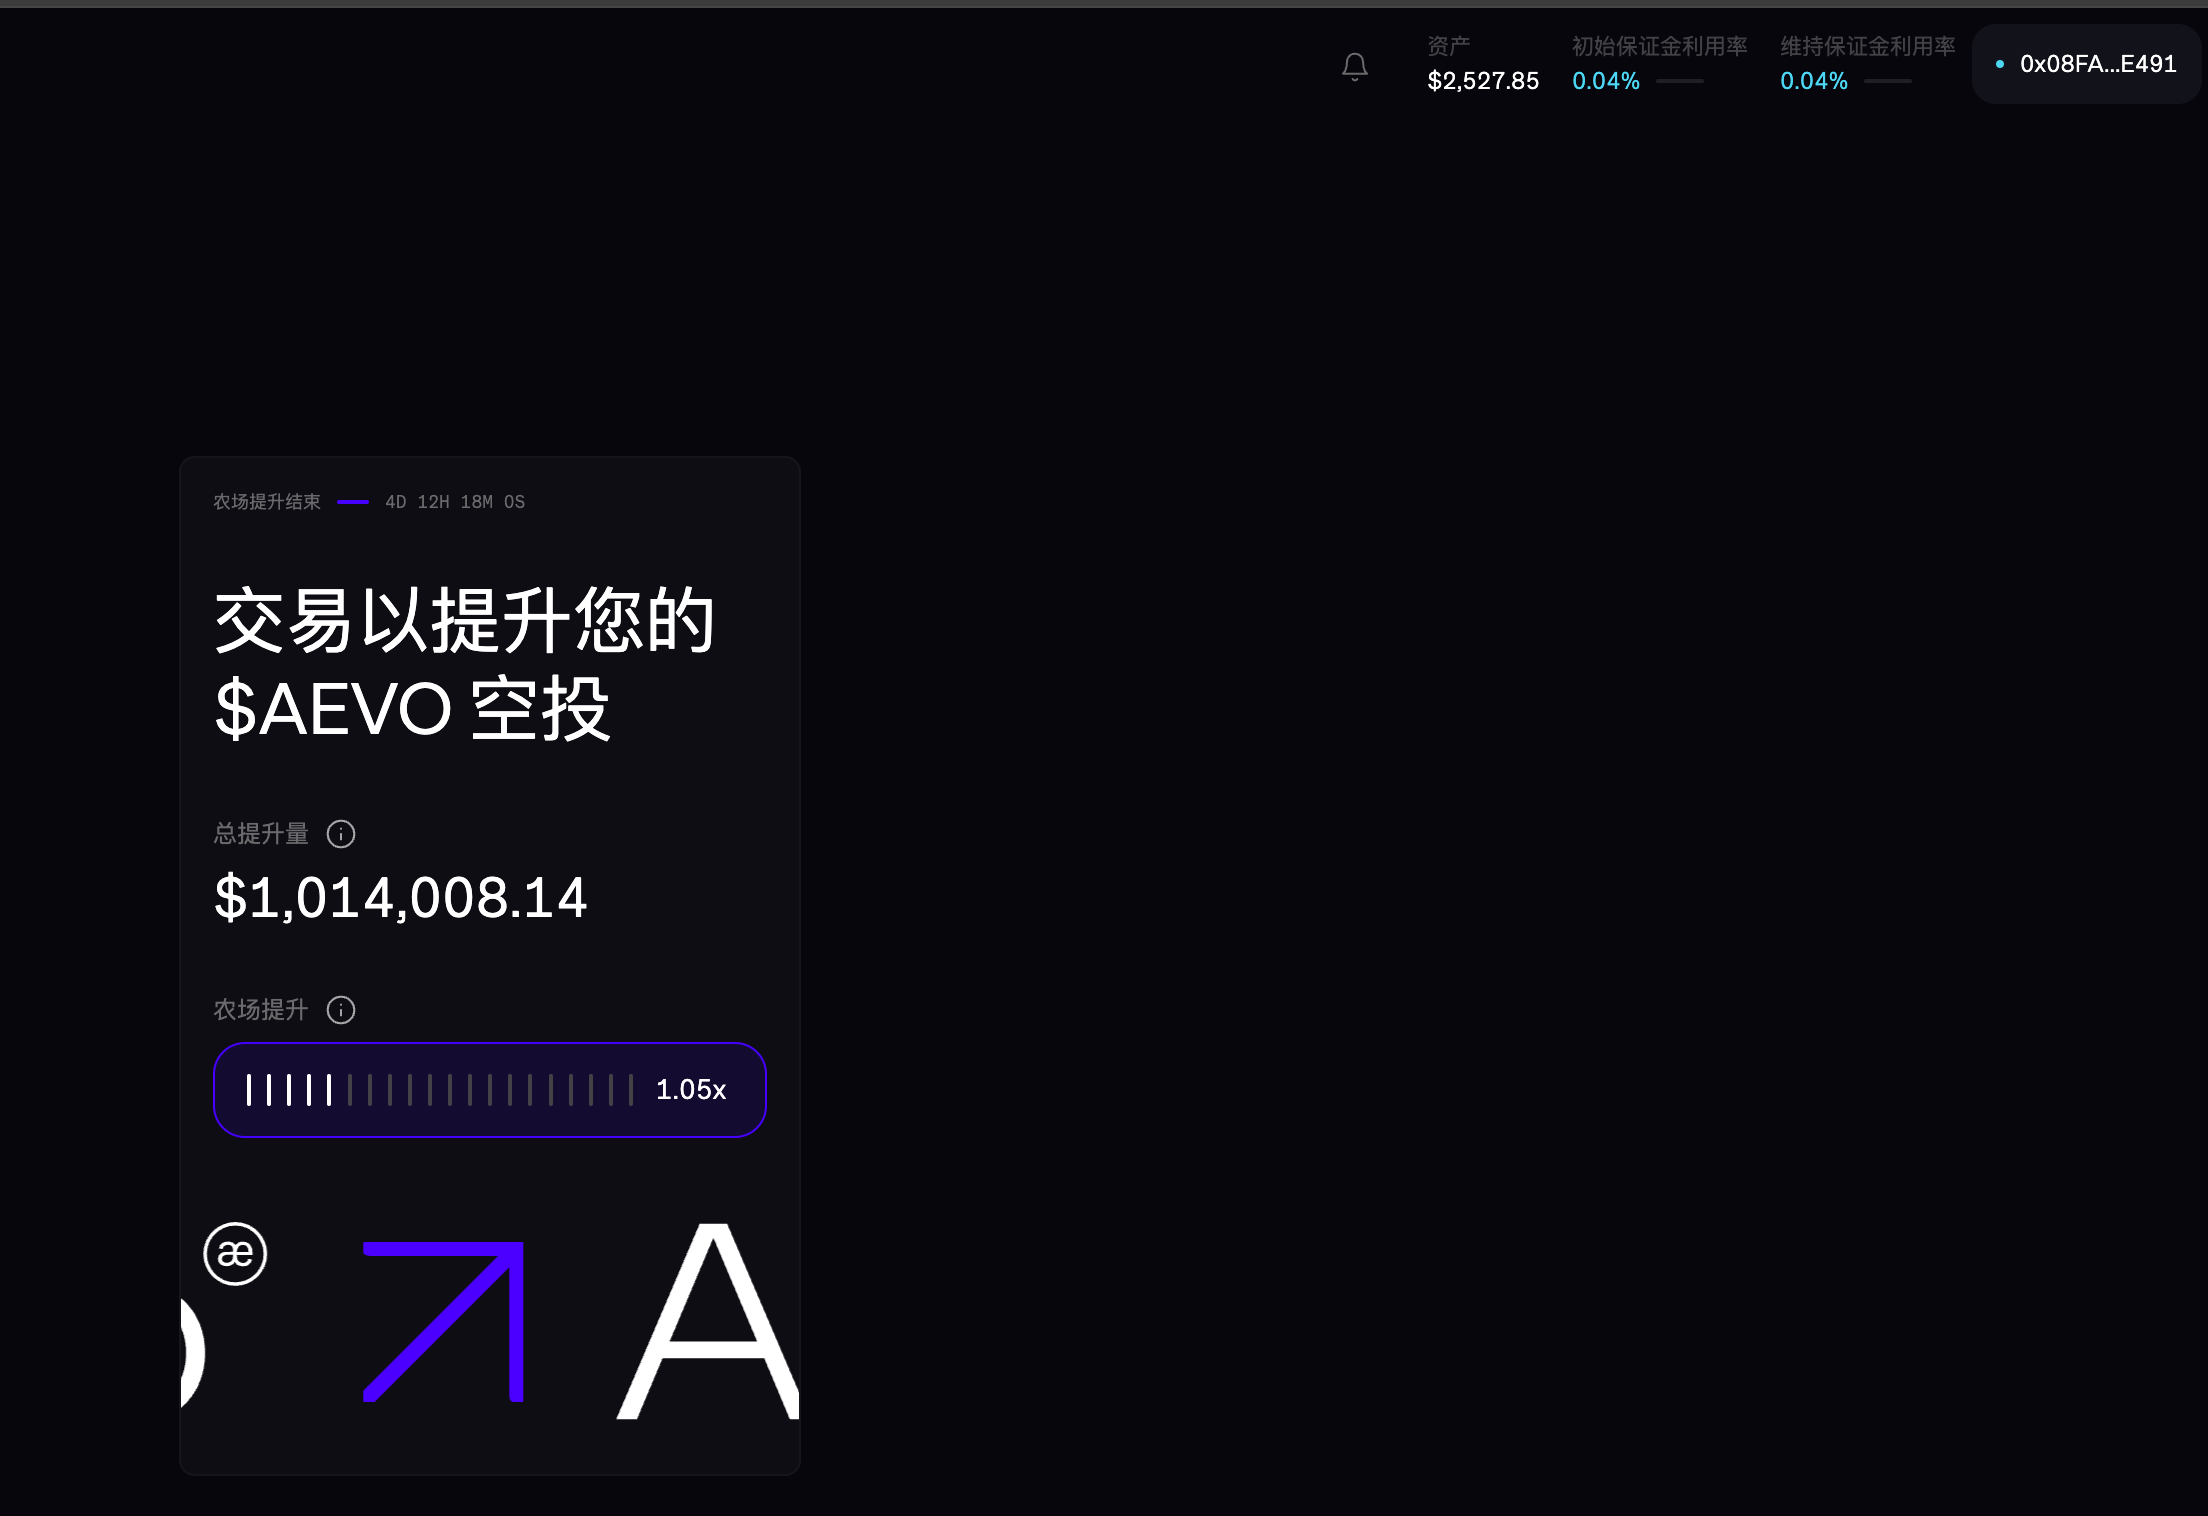 资产
$2,527.85
初始保证金利用率
0.04%
维持保证金利用率
0.04%
0x08FA...E491
农场提升结束 4D 12H 18M 0S
交易以提升您的
$AEVO 空投
总提升量
$1,014,008.14
农场提升
1.05x
æ
A